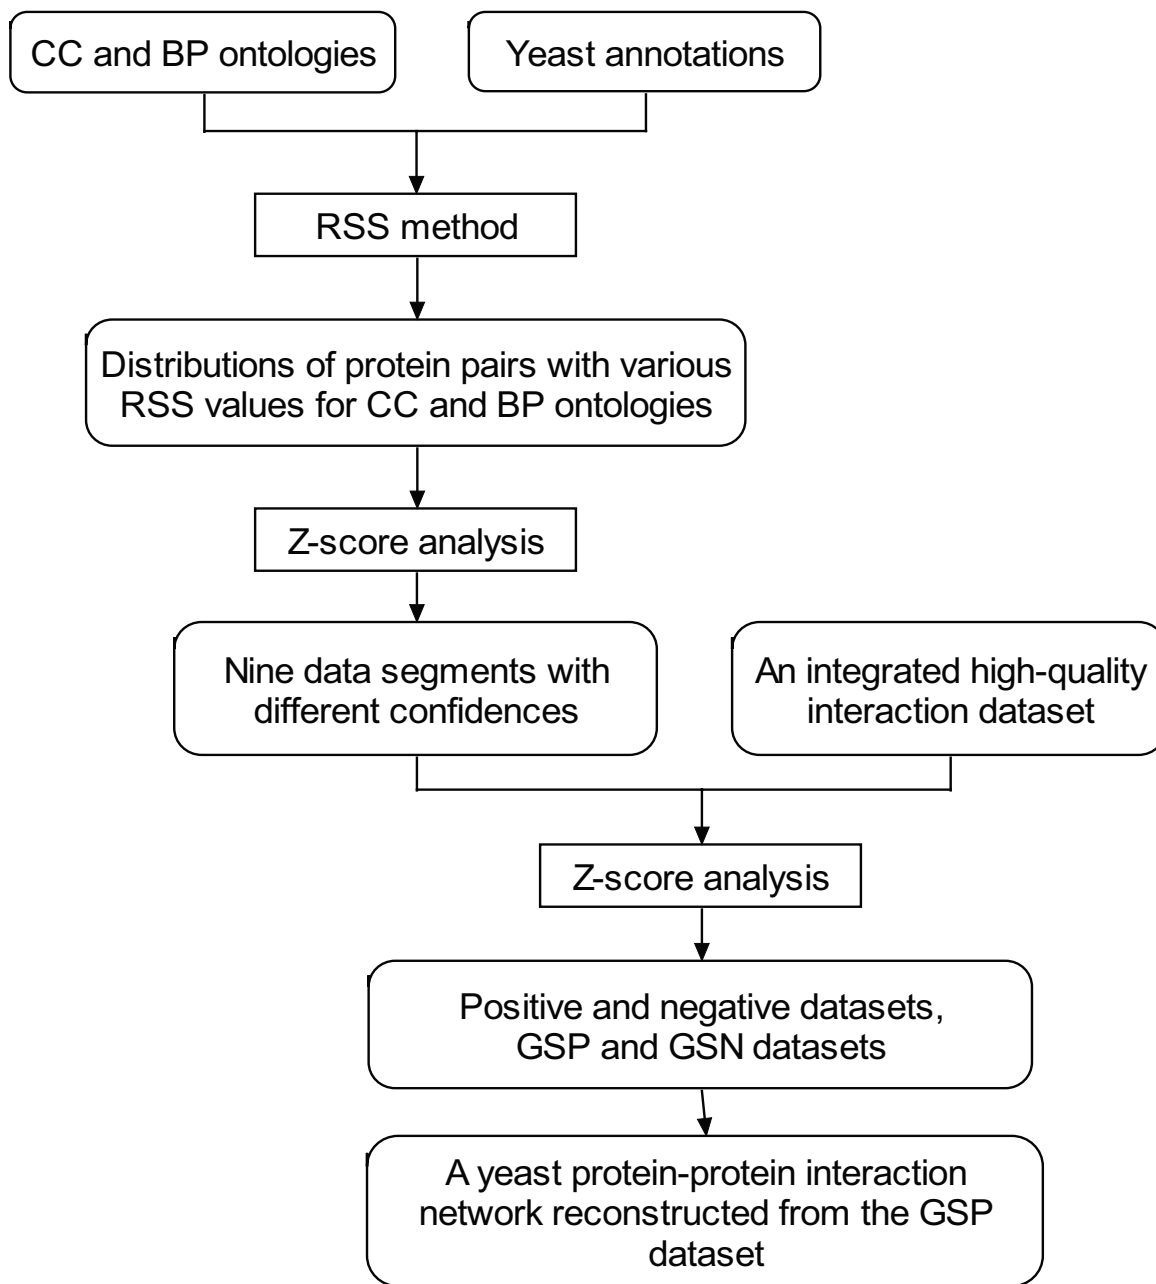 CC and BP ontologies
Yeast annotations
RSS method
Distributions of protein pairs with various
RSS values for CC and BP ontologies
Z-score analysis
Nine data segments with
different confidences
An integrated high-quality
interaction dataset
Z-score analysis
Positive and negative datasets,
GSP and GSN datasets
A yeast protein-protein interaction
network reconstructed from the GSP
dataset